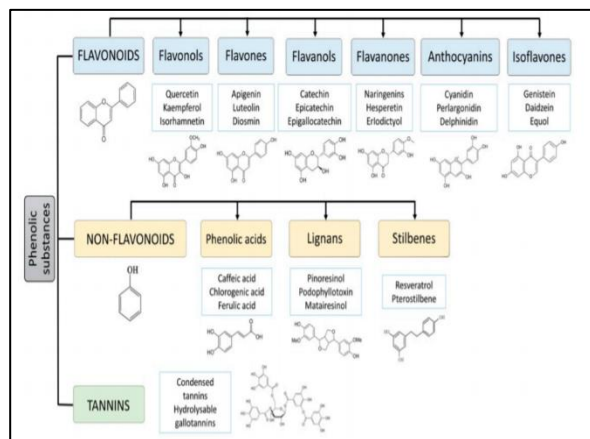 FLAVONOIDS
Flavonols
Flavones
Flavanols
Flavanones
Anthocyanins
Isoflavones
Quercetin
Kaempferol
Isorhamnetin
Apigenin
Luteolin
Diosmin
Catechin
Epicatechin
Epigallocatechin
Naringenins
Hesperetin
Erlodictyol
Cyanidin
Perlargonidin
Delphinidin
Genistein
Daidzein
Equol
Phenolic
substances
NON-FLAVONOIDS
Phenolic acids
Lignans
Stilbenes
OH
Caffeic acid
Chlorogenic acid
Ferulic acid
Pinoresinol
Podophyllotoxin
Matairesinol
Resveratrol
Pterostilbene
TANNINS
Condensed
tannins
Hydrolysable
gallotannins